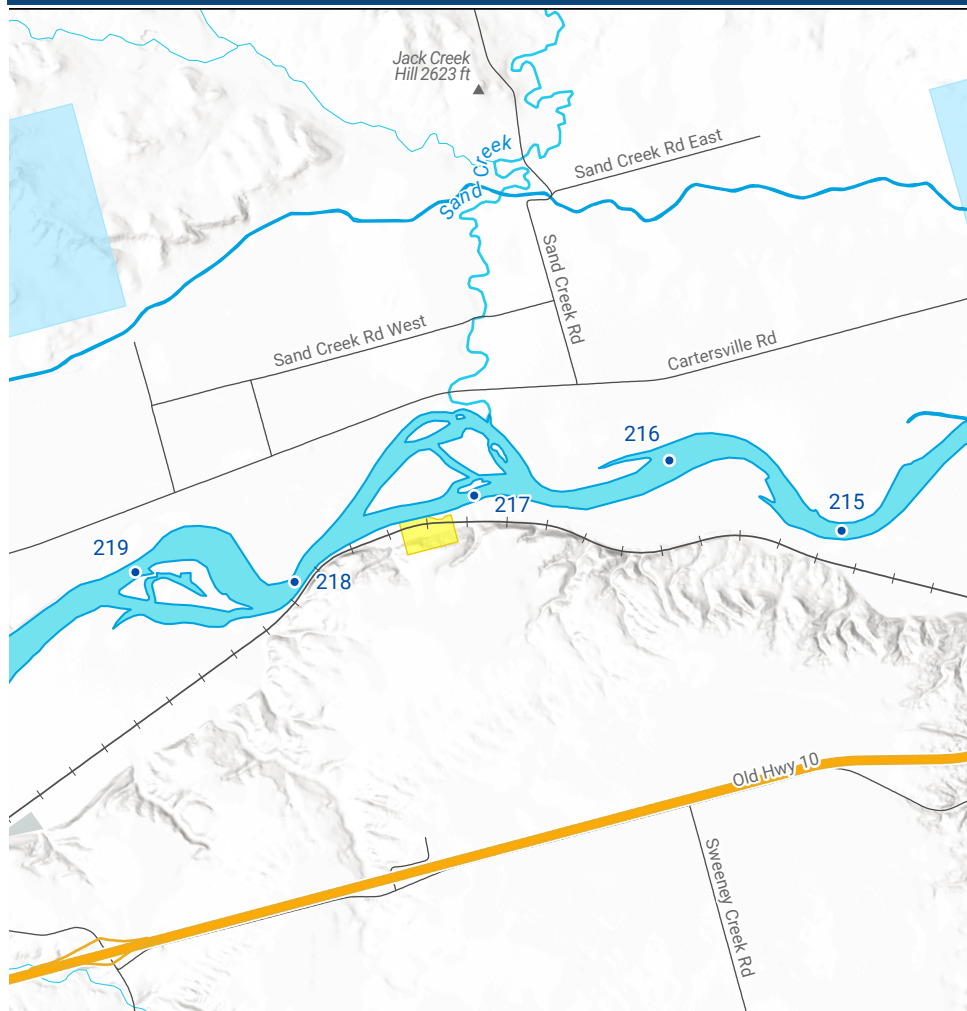 Jack Creek
Hill 2623 ft
Sand Creek
Sand Creek Rd East
Sand Creek Rd
Sand Creek Rd West
Cartersville Rd
216
215
217
219
218
Old Hwy 10
Sweeney Creek Rd